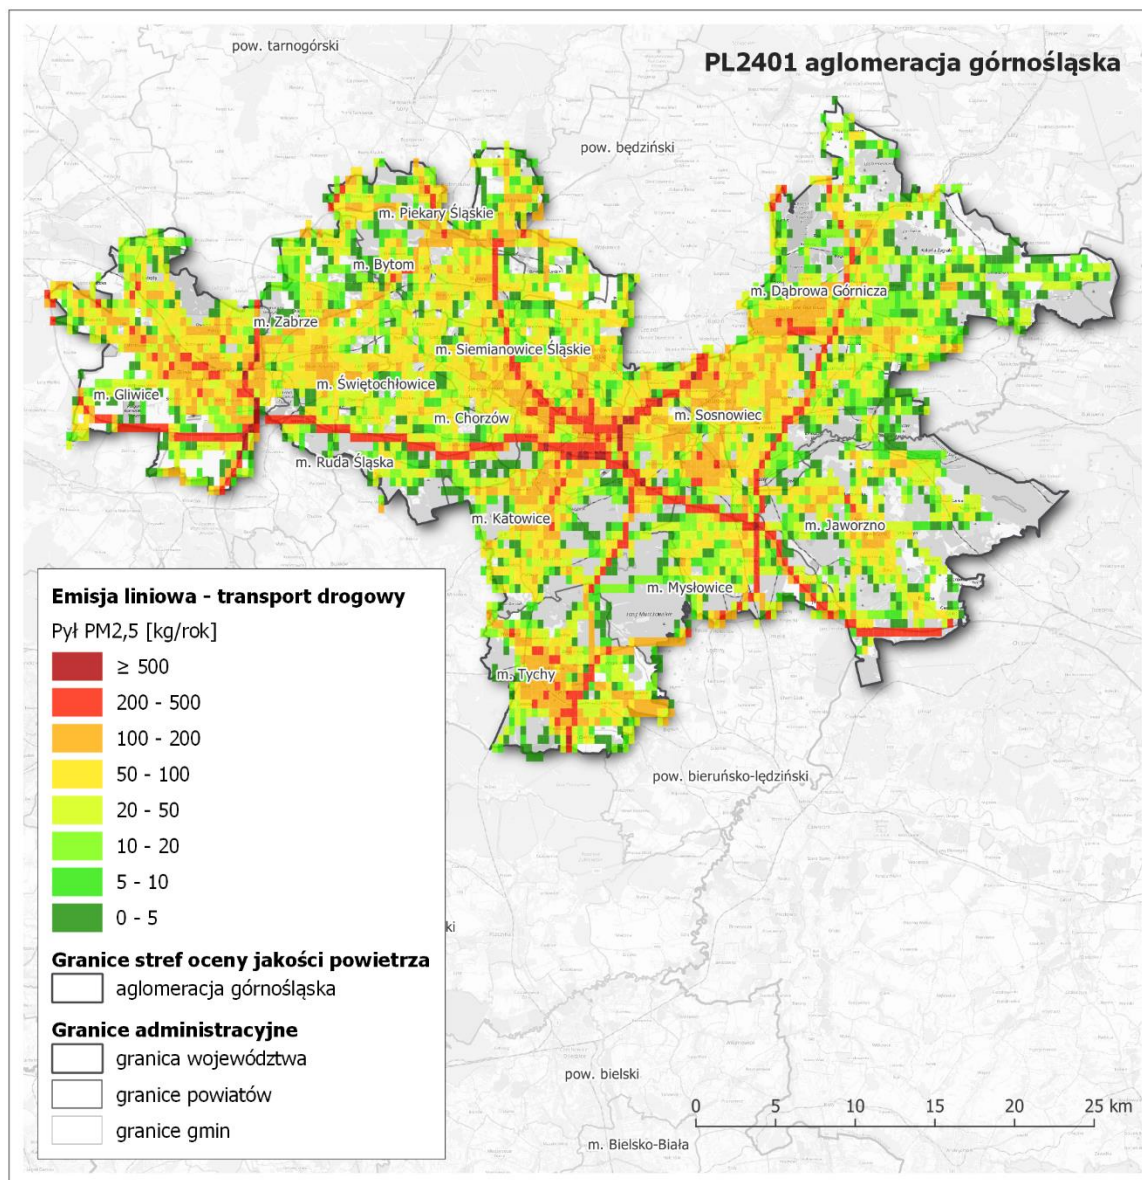 pow. tarnogórski
PL2401 aglomeracja górnośląska
pow. będziński
m. Piekary Śląskie
m. Bytom
m. Dąbrowa Górnicza
m. Zabrze
m. Siemianowice Śląskie
m. Świętochłowice
m. Gliwice
m. Chorzów
m. Sosnowiec
m. Ruda Śląska
m. Katowice
m. Jaworzno
m. Mysłowice
m. Tychy
pow. bieruńsko-lędziński
Emisja liniowa - transport drogowy
Pył PM2,5 [kg/rok]
≥ 500
200 - 500
100 - 200
50 - 100
20 - 50
10 - 20
5 - 10
0 - 5
ki
Granice stref oceny jakości powietrza
aglomeracja górnośląska
Granice administracyjne
granica województwa
granice powiatów
granice gmin
pow. bielski
0 5 10 15 20 25 km
m. Bielsko-Biała